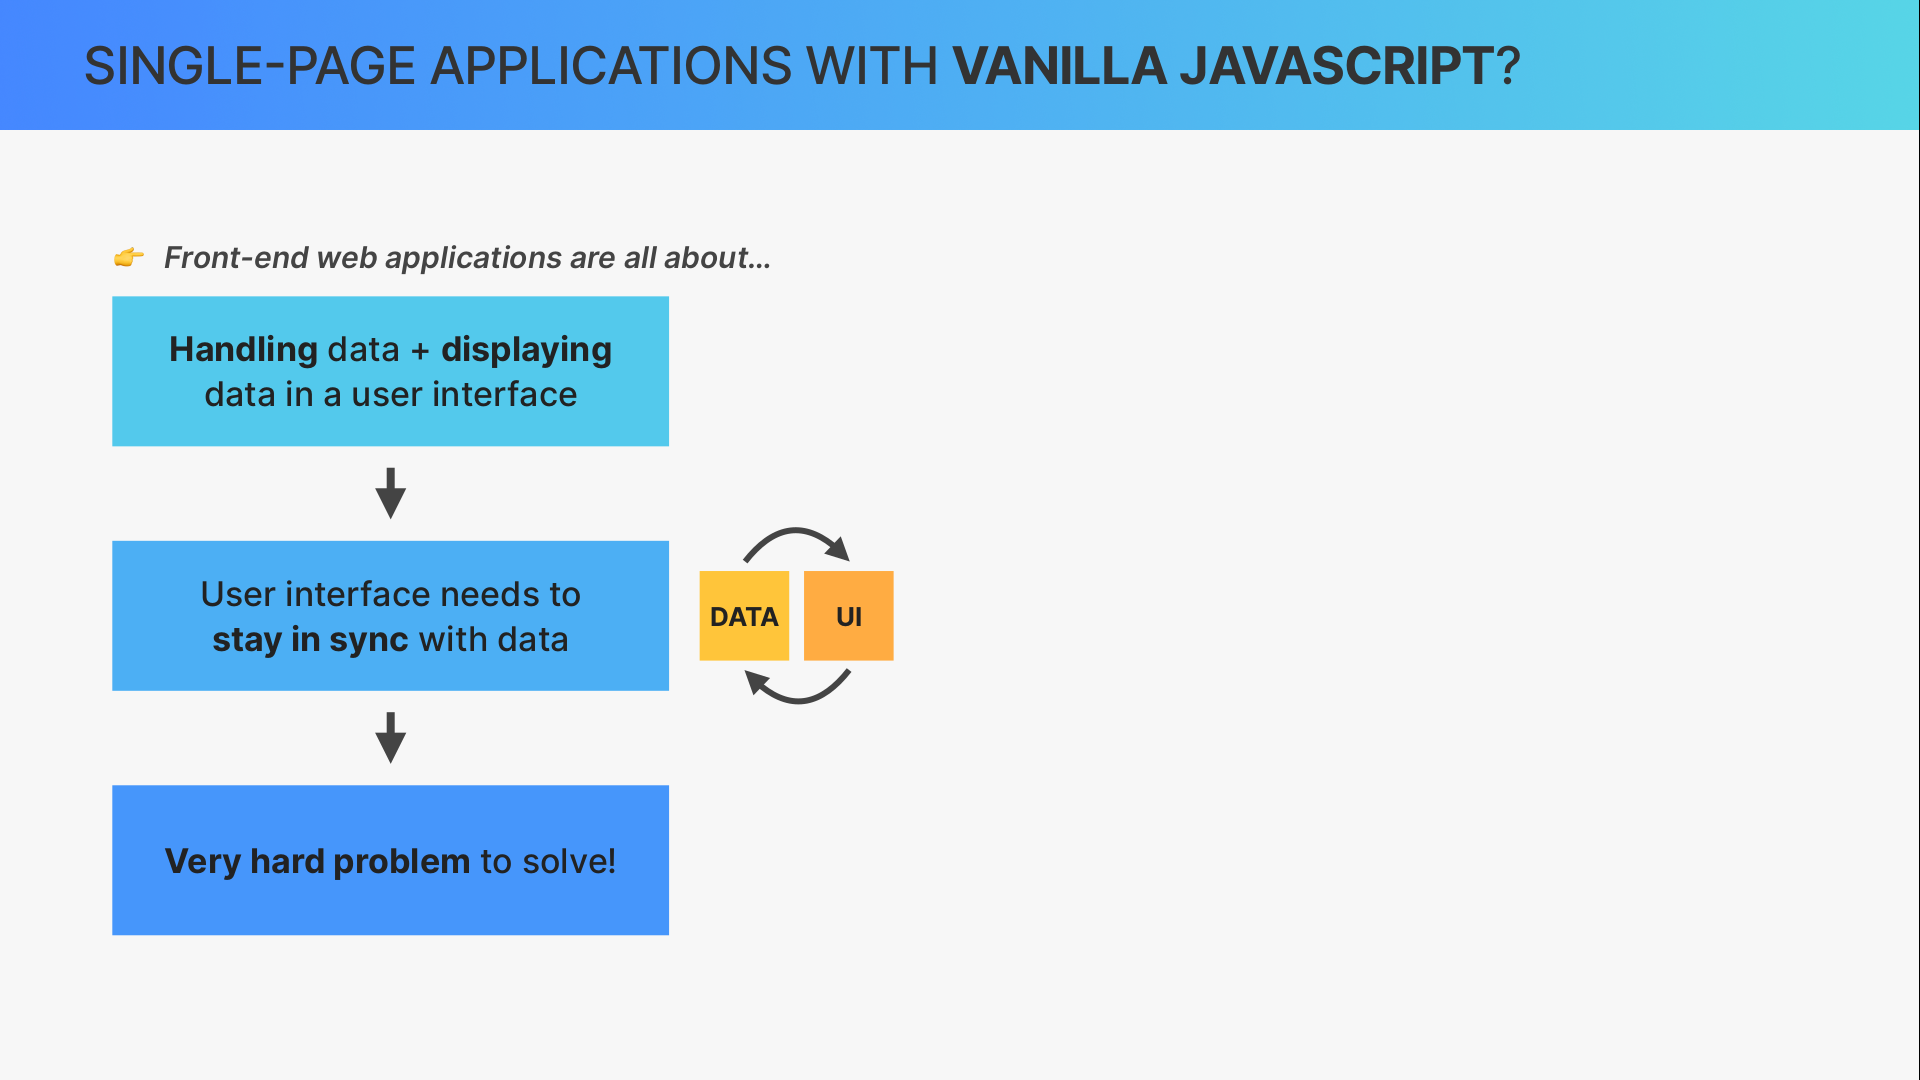 SINGLE-PAGE APPLICATIONS WITH VANILLA JAVASCRIPT?
👉 Front-end web applications are all about…
Handling data + displaying
data in a user interface
User interface needs to
stay in sync with data
DATA
UI
Very hard problem to solve!